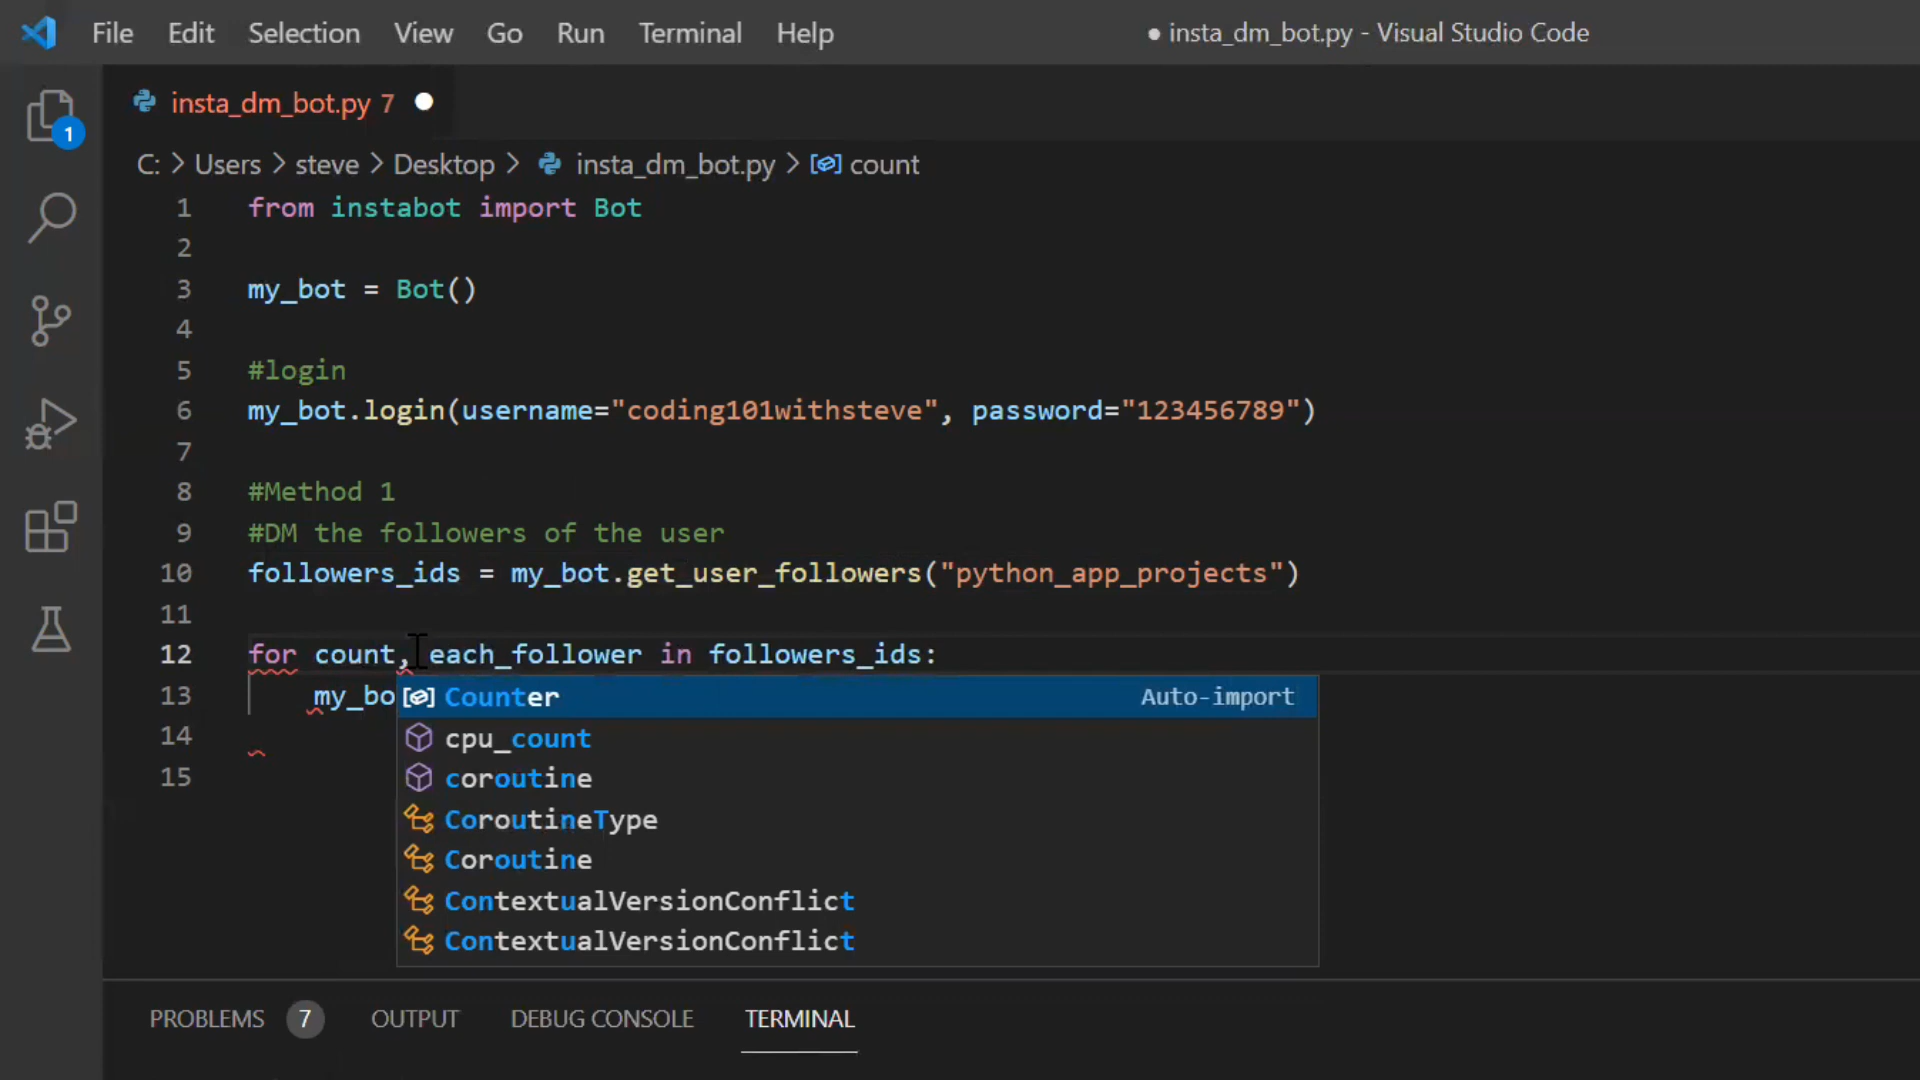 File Edit Selection View Go Run Terminal Help ● insta_dm_bot.py - Visual Studio Code
insta_dm_bot.py 7 ●
1
C: > Users > steve > Desktop > insta_dm_bot.py > count
1 from instabot import Bot
2
3 my_bot = Bot()
4
5 #login
6 my_bot.login(username="coding101withsteve", password="123456789")
7
8 #Method 1
9 #DM the followers of the user
10 followers_ids = my_bot.get_user_followers("python_app_projects")
11
12 for count, each_follower in followers_ids:
13 my_bo
Counter Auto-import
14
cpu_count
15
coroutine
CoroutineType
Coroutine
ContextualVersionConflict
ContextualVersionConflict
PROBLEMS 7 OUTPUT DEBUG CONSOLE TERMINAL